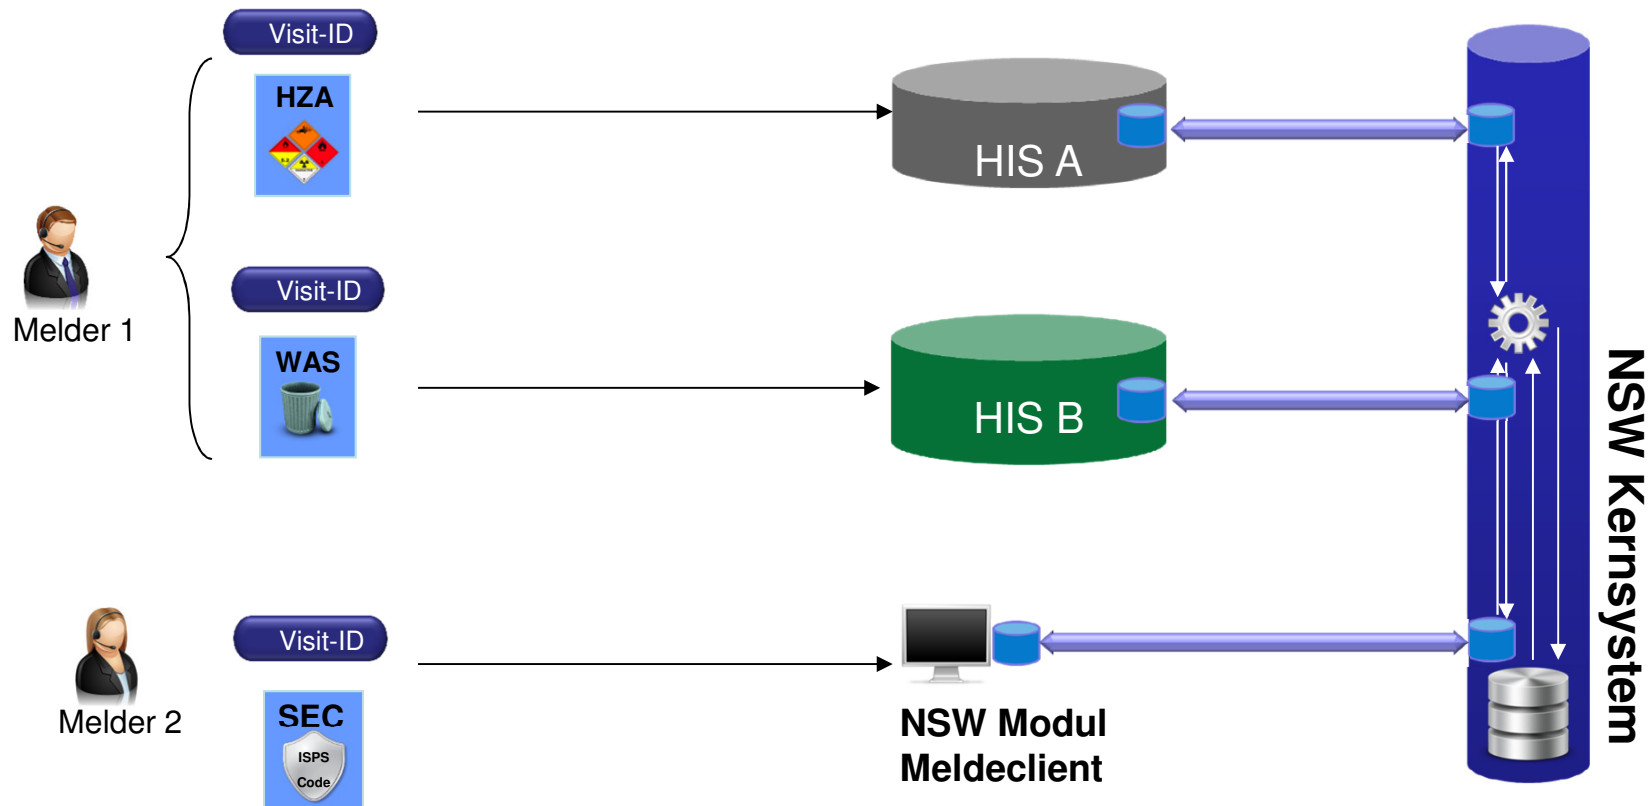 Visit-ID
HZA
HIS A
Melder 1
Visit-ID
WAS
HIS B
NSW Kernsystem
Visit-ID
Melder 2
SEC
ISPS
Code
NSW Modul
Meldeclient